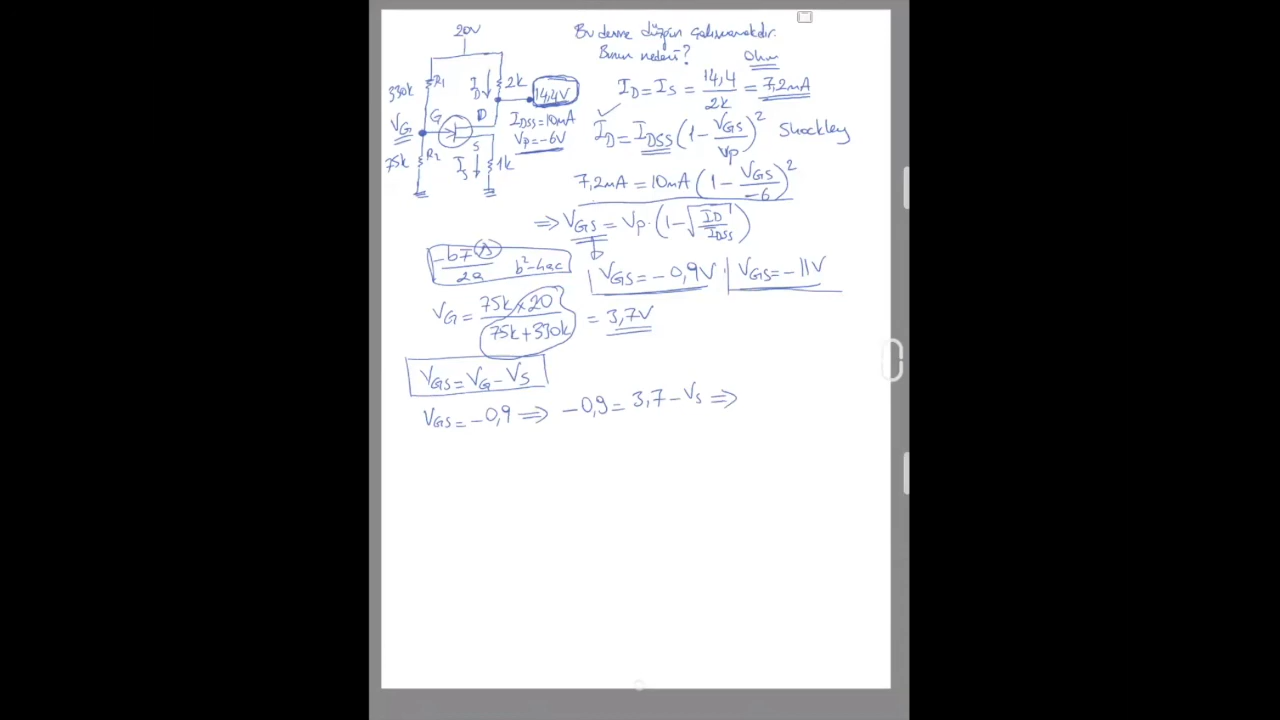 20V
330k
R1
ID
2k
14,4V
VG
G
D
IDSS=10mA
VP=-6V
75k
R2
S
IS
1k
Bu devre düzgün çalışmamaktadır.
Bunun nedeni?
Ohm
ID=IS=14,4/2k=7,2mA
✓
ID=IDSS(1-VGS/VP)² Shockley
7,2mA=10mA(1-VGS/-6)²
⇒VGS=VP·(1-√ID/IDSS)
-b∓√Δ/2a b²-4ac
VGS=-0,9V VGS=-11V
VG=75k×20/75k+330k=3,7V
VGS=VG-VS
VGS=-0,9⇒-0,9=3,7-VS⇒